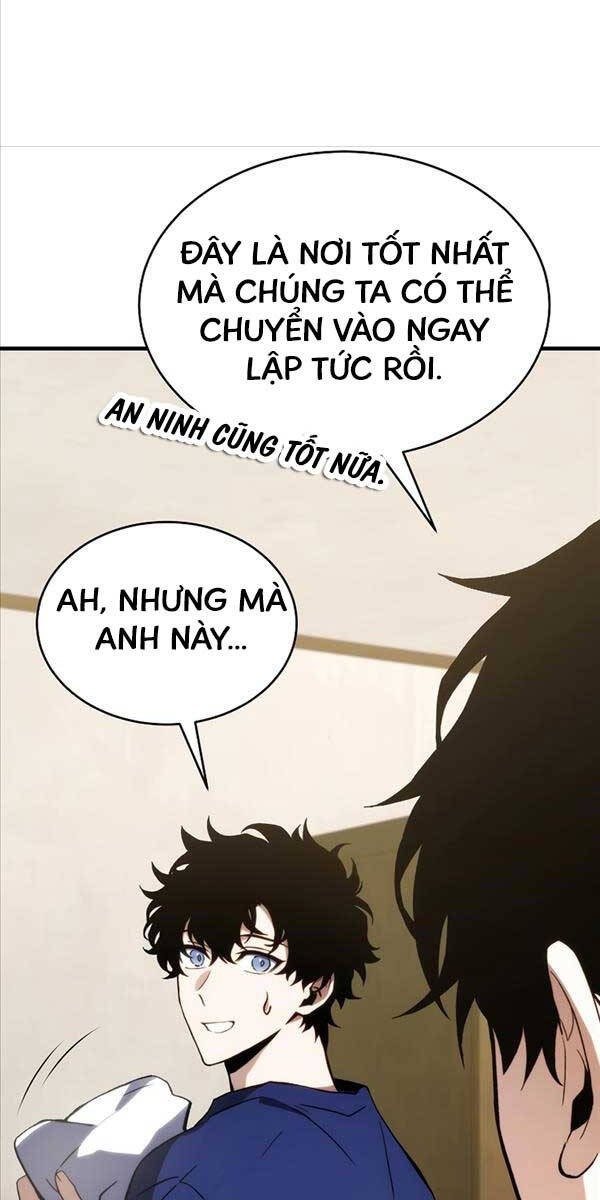 ĐÂY LÀ NƠI TỐT NHẤT
MÀ CHÚNG TA CÓ THỂ
CHUYỂN VÀO NGAY
LẬP TỨC RỒI.
AN NINH CŨNG TỐT NỮA.
AH, NHƯNG MÀ
ANH NÀY...